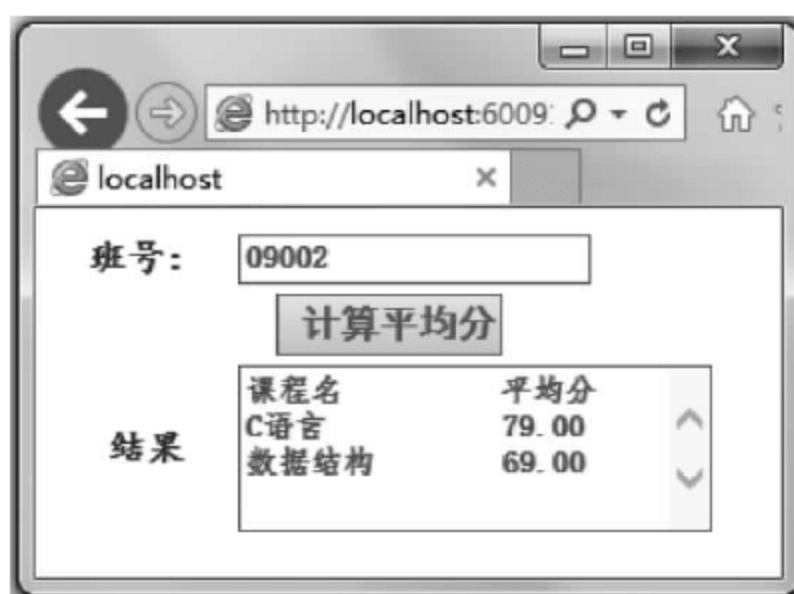 http://localhost:6009
localhost
班号：
09002
计算平均分
结果
课程名 平均分
C语言 79.00
数据结构 69.00